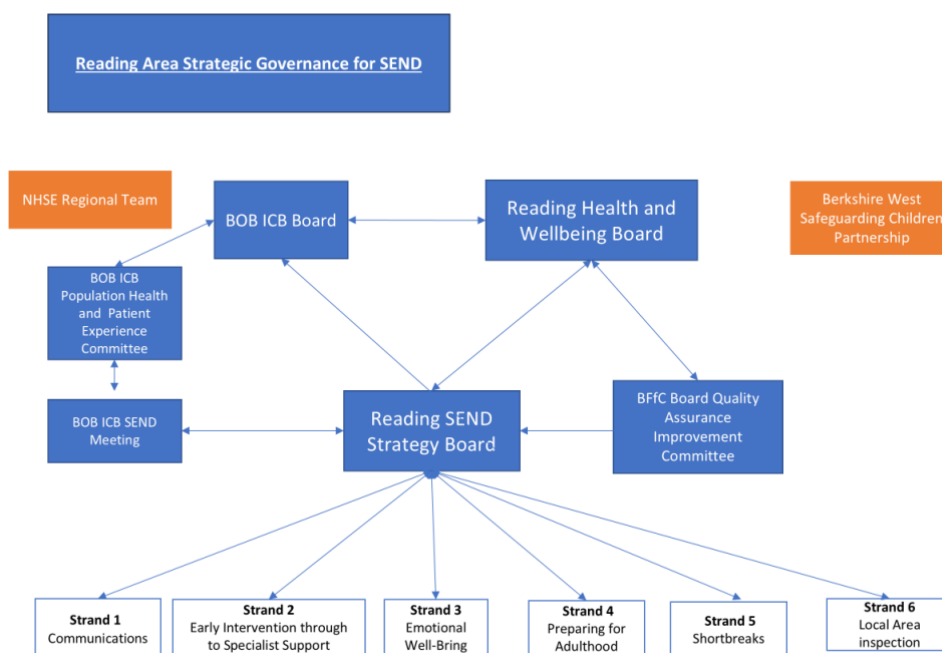 Reading Area Strategic Governance for SEND
NHSE Regional Team
BOB ICB Board
Reading Health and
Wellbeing Board
Berkshire West
Safeguarding Children
Partnership
BOB ICB
Population Health
and Patient
Experience
Committee
BOB ICB SEND
Meeting
Reading SEND
Strategy Board
BFfC Board Quality
Assurance
Improvement
Committee
Strand 1
Communications
Strand 2
Early Intervention through
to Specialist Support
Strand 3
Emotional
Well-Bring
Strand 4
Preparing for
Adulthood
Strand 5
Shortbreaks
Strand 6
Local Area
inspection